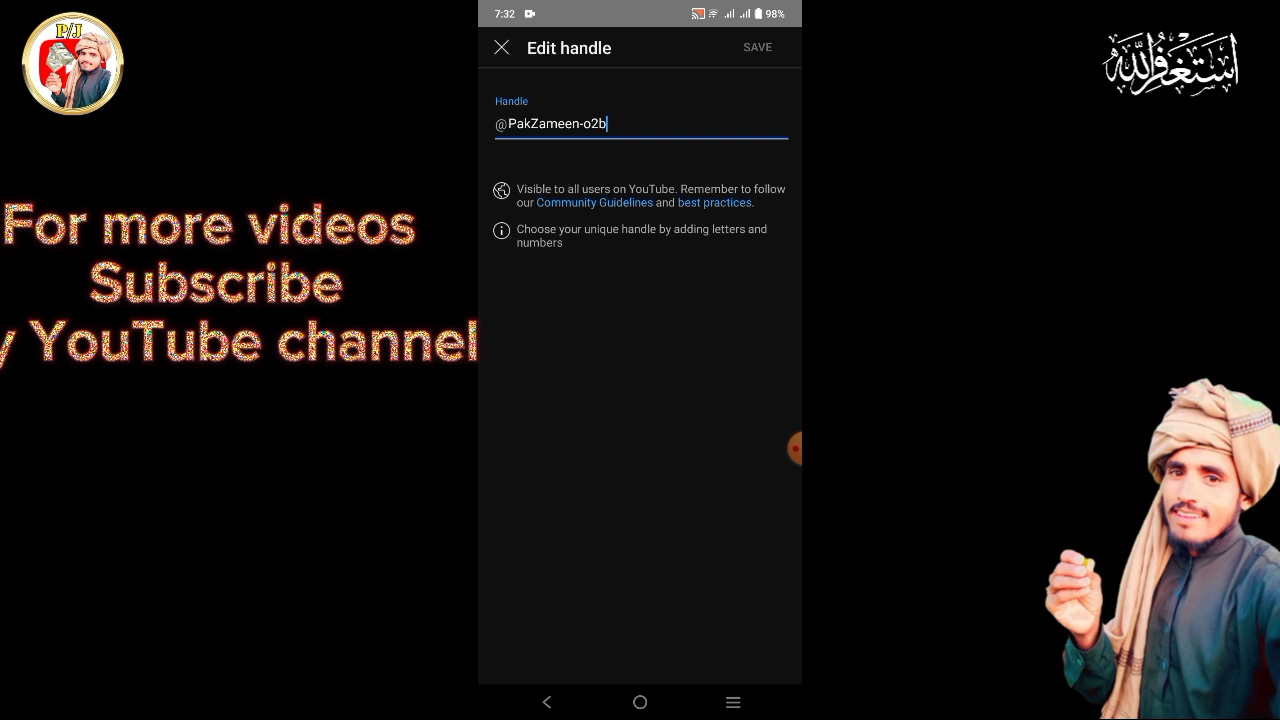 P/J
For more videos
Subscribe
y YouTube channel
7:32
98%
Edit handle
SAVE
Handle
@PakZameen-o2b
Visible to all users on YouTube. Remember to follow
our Community Guidelines and best practices.
Choose your unique handle by adding letters and
numbers
أستغفر الله